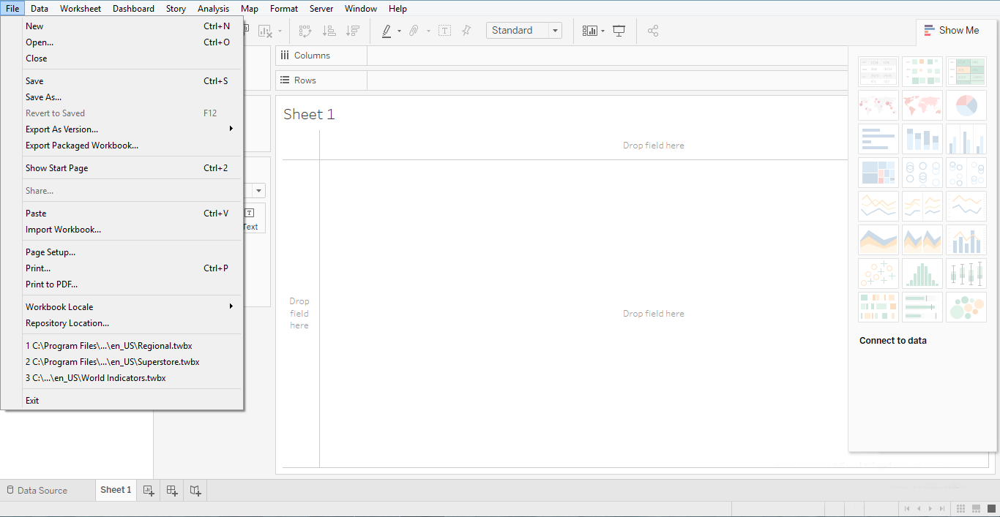 File Data Worksheet Dashboard Story Analysis Map Format Server Window Help
New Ctrl+N
Open... Ctrl+O
Close
Save Ctrl+S
Save As...
Revert to Saved F12
Export As Version...
Export Packaged Workbook...
Show Start Page Ctrl+2
Share...
Paste Ctrl+V
Import Workbook...
Page Setup...
Print... Ctrl+P
Print to PDF...
Workbook Locale
Repository Location...
1 C:\Program Files\...\en_US\Regional.twbx
2 C:\Program Files\...\en_US\Superstore.twbx
3 C:\...\en_US\World Indicators.twbx
Exit
T
Standard
Show Me
Columns
Rows
Sheet 1
Drop field here
Drop
field
here
Drop field here
T
Text
Connect to data
Data Source Sheet 1